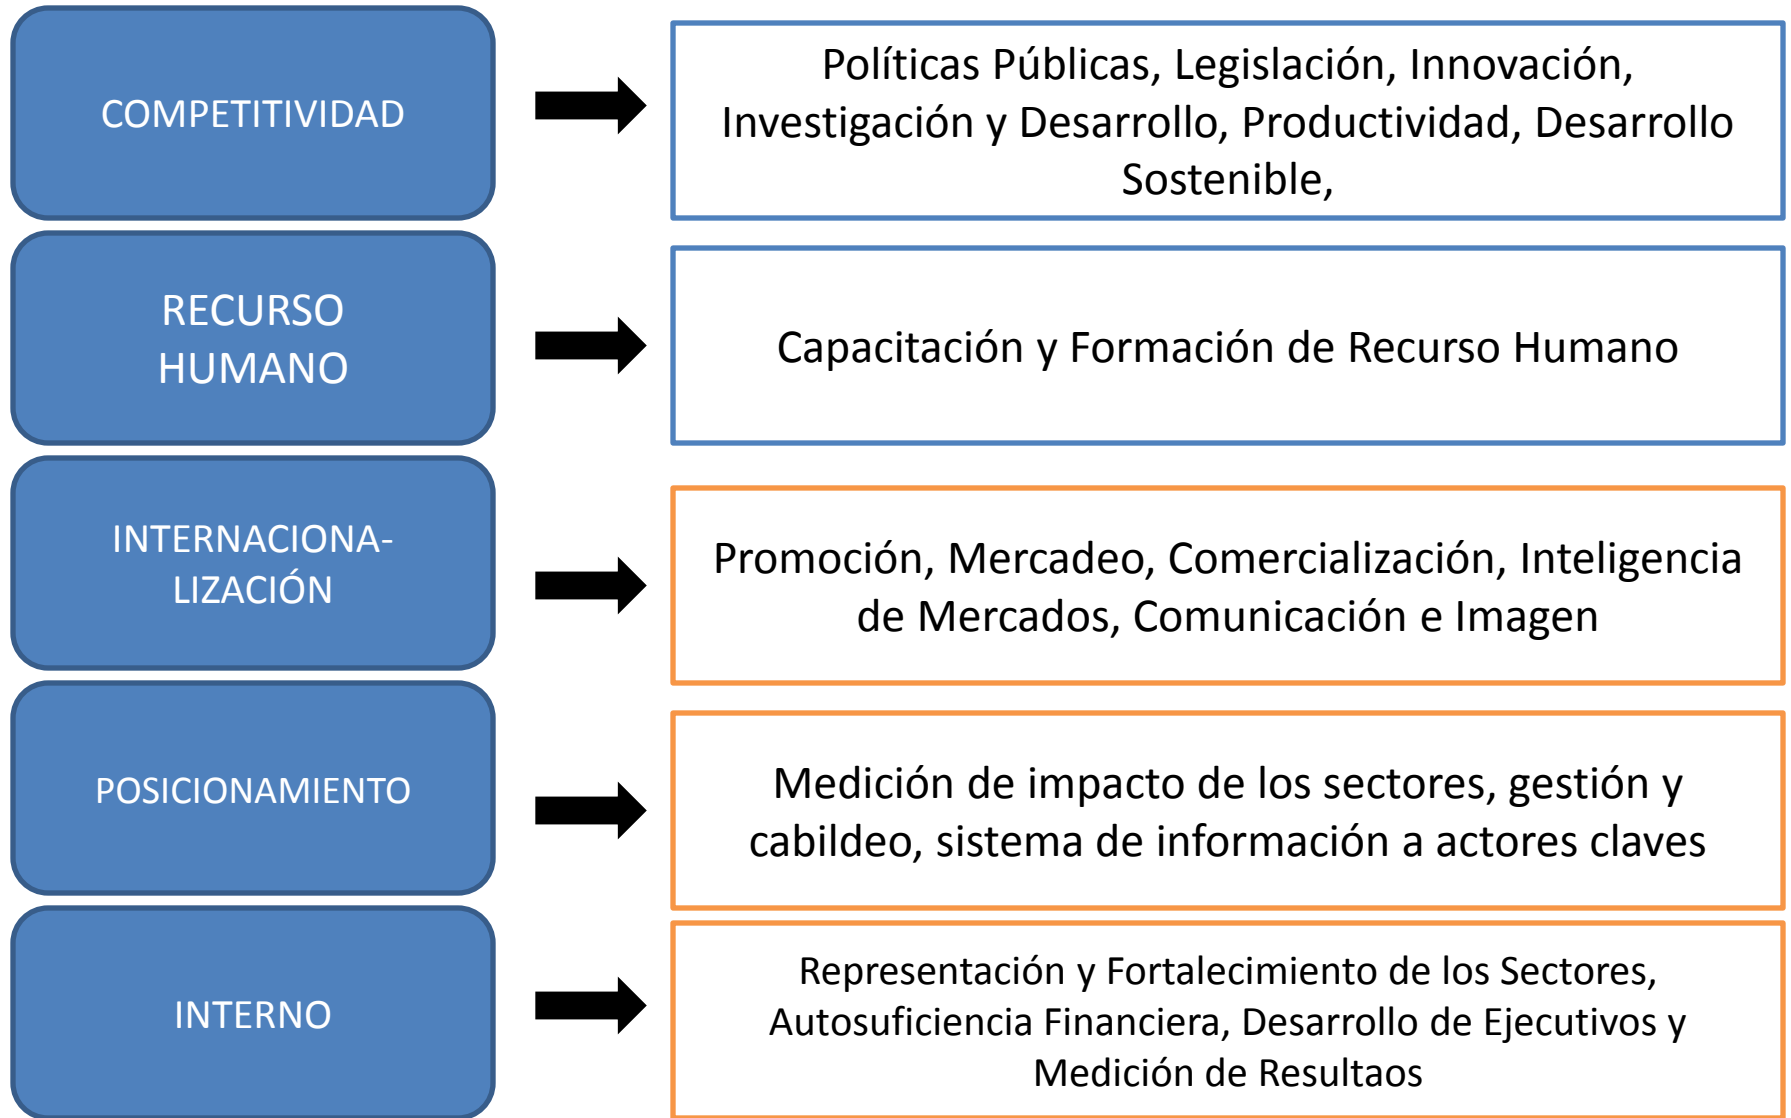 COMPETITIVIDAD
Políticas Públicas, Legislación, Innovación,
Investigación y Desarrollo, Productividad, Desarrollo
Sostenible,
RECURSO
HUMANO
Capacitación y Formación de Recurso Humano
INTERNACIONA-
LIZACIÓN
Promoción, Mercadeo, Comercialización, Inteligencia
de Mercados, Comunicación e Imagen
POSICIONAMIENTO
Medición de impacto de los sectores, gestión y
cabildeo, sistema de información a actores claves
INTERNO
Representación y Fortalecimiento de los Sectores,
Autosuficiencia Financiera, Desarrollo de Ejecutivos y
Medición de Resultaos